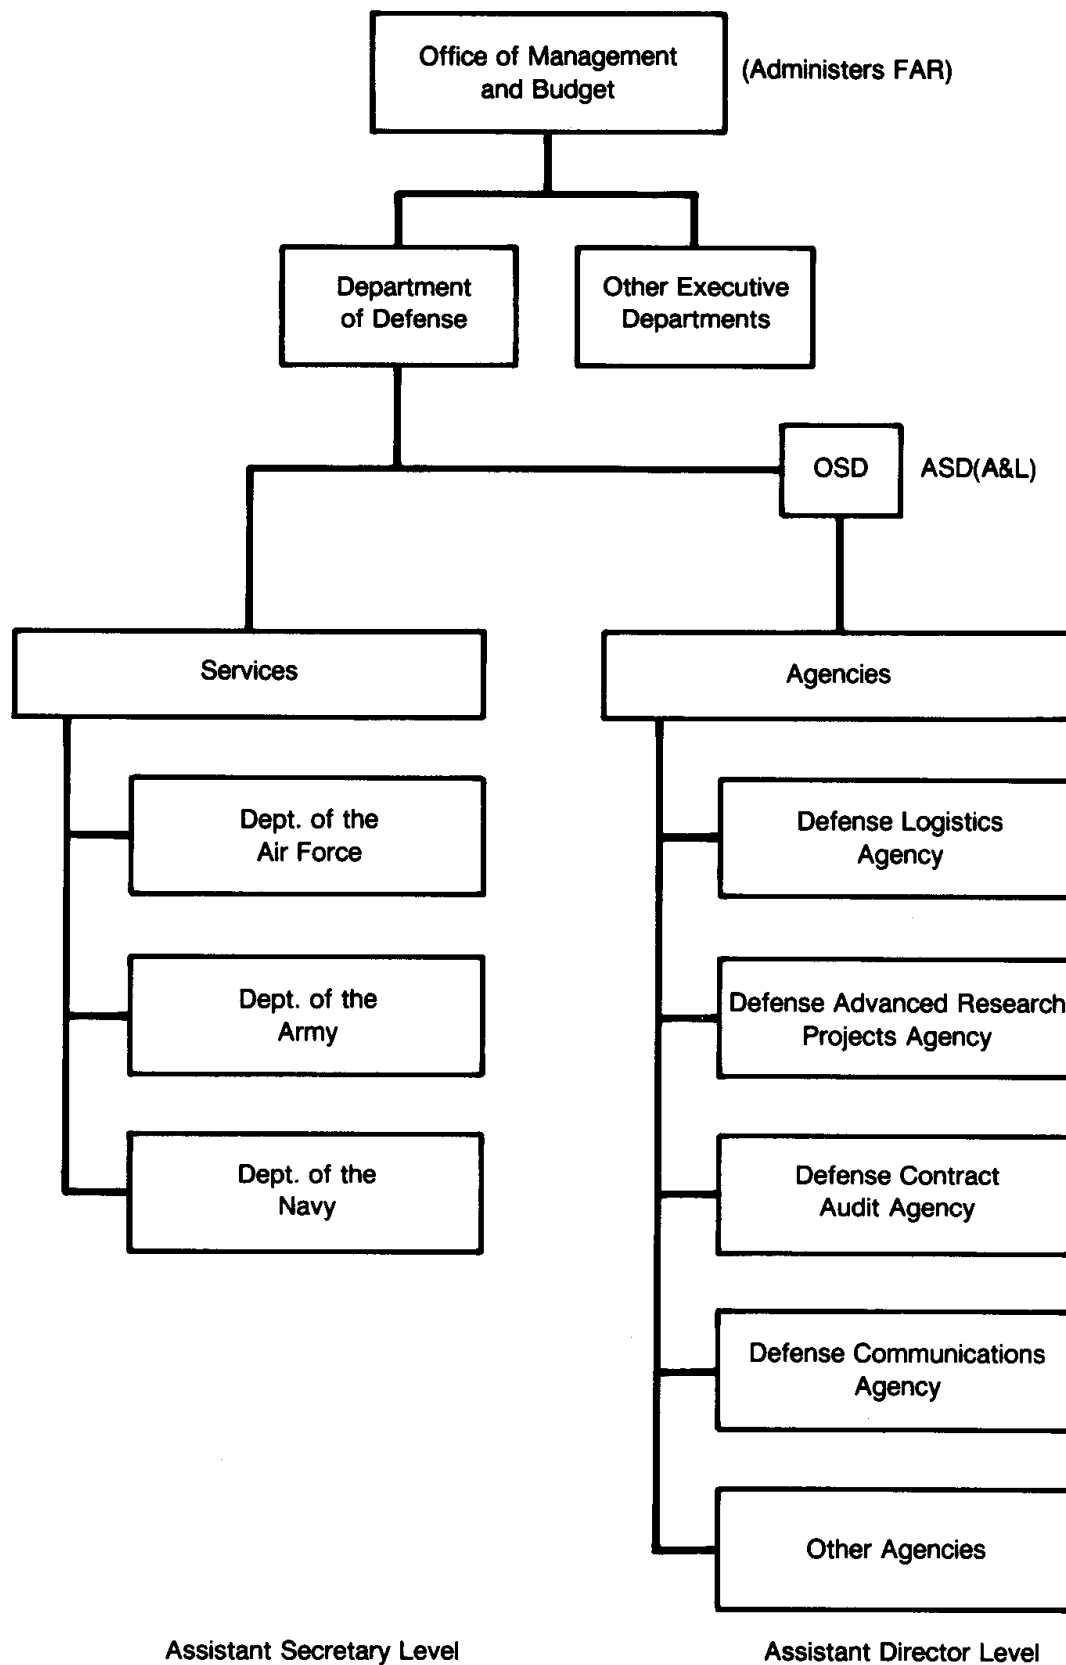 Office of Management
and Budget
(Administers FAR)
Department
of Defense
Other Executive
Departments
OSD
ASD(A&L)
Services
Agencies
Dept. of the
Air Force
Defense Logistics
Agency
Dept. of the
Army
Defense Advanced Research
Projects Agency
Dept. of the
Navy
Defense Contract
Audit Agency
Defense Communications
Agency
Other Agencies
Assistant Secretary Level
Assistant Director Level